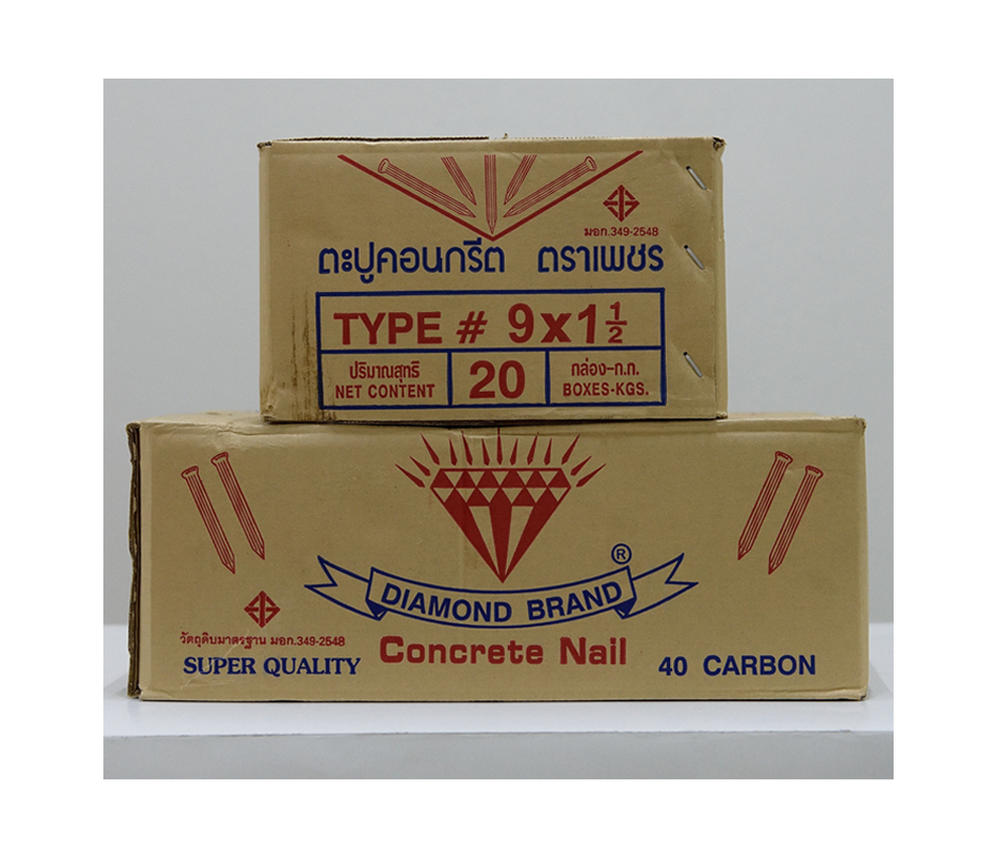 มอก.349-2548
ตะปูคอนกรีต ตราเพชร
TYPE # 9x1 1/2
ปริมาณสุทธิ 20 กล่อง-ก.ก.
NET CONTENT BOXES-KGS.
®
DIAMOND BRAND
วัตถุดิบมาตรฐาน มอก.349-2548
Concrete Nail
SUPER QUALITY
40 CARBON